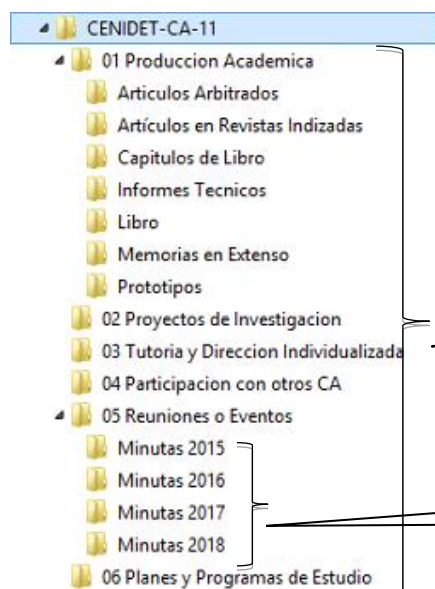 CENIDET-CA-11
01 Produccion Academica
Articulos Arbitrados
Artículos en Revistas Indizadas
Capitulos de Libro
Informes Tecnicos
Libro
Memorias en Extenso
Prototipos
02 Proyectos de Investigacion
03 Tutoria y Direccion Individualizada
04 Participacion con otros CA
05 Reuniones o Eventos
Minutas 2015
Minutas 2016
Minutas 2017
Minutas 2018
06 Planes y Programas de Estudio